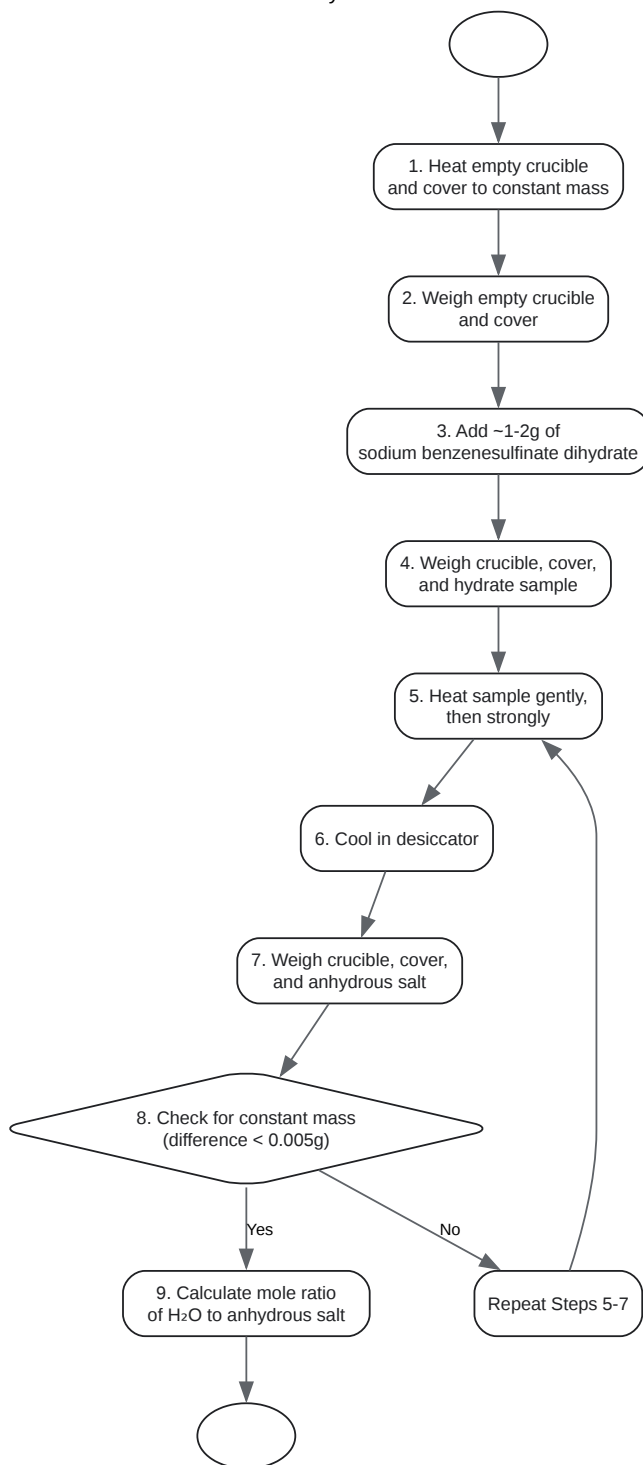 1. Heat empty crucible
and cover to constant mass
2. Weigh empty crucible
and cover
3. Add ~1-2g of
sodium benzenesulfinate dihydrate
4. Weigh crucible, cover,
and hydrate sample
5. Heat sample gently,
then strongly
6. Cool in desiccator
7. Weigh crucible, cover,
and anhydrous salt
8. Check for constant mass
(difference < 0.005g)
Yes
No
9. Calculate mole ratio
of H₂O to anhydrous salt
Repeat Steps 5-7